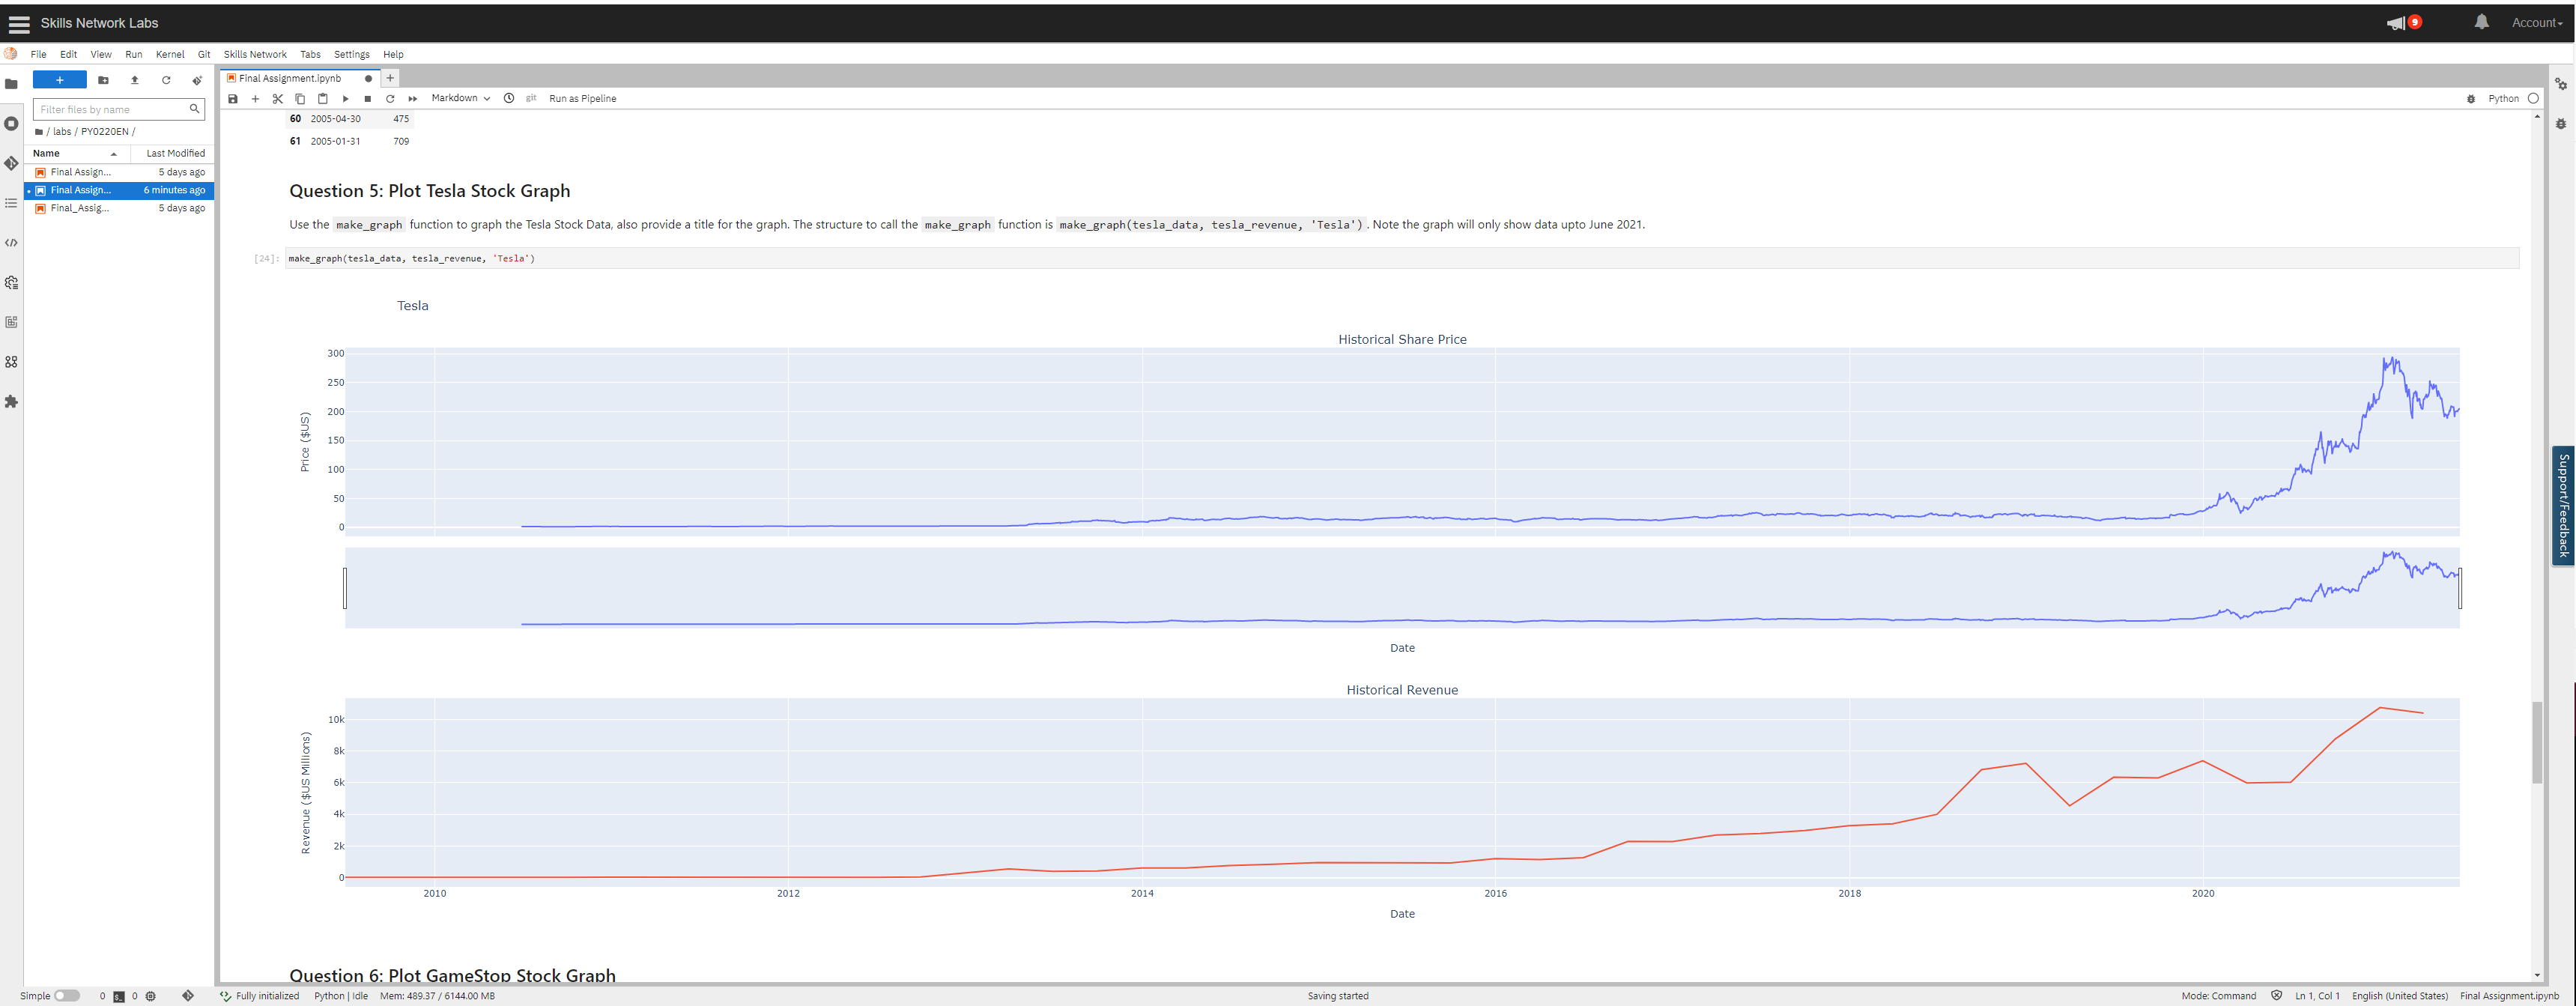 Skills Network Labs
9
Account
File Edit View Run Kernel Git Skills Network Tabs Settings Help
Final Assignment.ipynb
Filter files by name
Markdown
git
Run as Pipeline
Python
/ labs / PY0220EN /
Name Last Modified
Final Assign... 5 days ago
Final Assign... 6 minutes ago
Final_Assig... 5 days ago
60 2005-04-30 475
61 2005-01-31 709
Question 5: Plot Tesla Stock Graph
Use the make_graph function to graph the Tesla Stock Data, also provide a title for the graph. The structure to call the make_graph function is make_graph(tesla_data, tesla_revenue, 'Tesla'). Note the graph will only show data upto June 2021.
[24]: make_graph(tesla_data, tesla_revenue, 'Tesla')
Tesla
Historical Share Price
300
250
200
150
100
50
0
Price ($US)
Date
Historical Revenue
10k
8k
6k
4k
2k
0
Revenue ($US Millions)
2010 2012 2014 2016 2018 2020
Date
Question 6: Plot GameStop Stock Graph
Support/Feedback
Simple 0 0 Fully initialized Python | Idle Mem: 489.37 / 6144.00 MB Saving started Mode: Command Ln 1, Col 1 English (United States) Final Assignment.ipynb